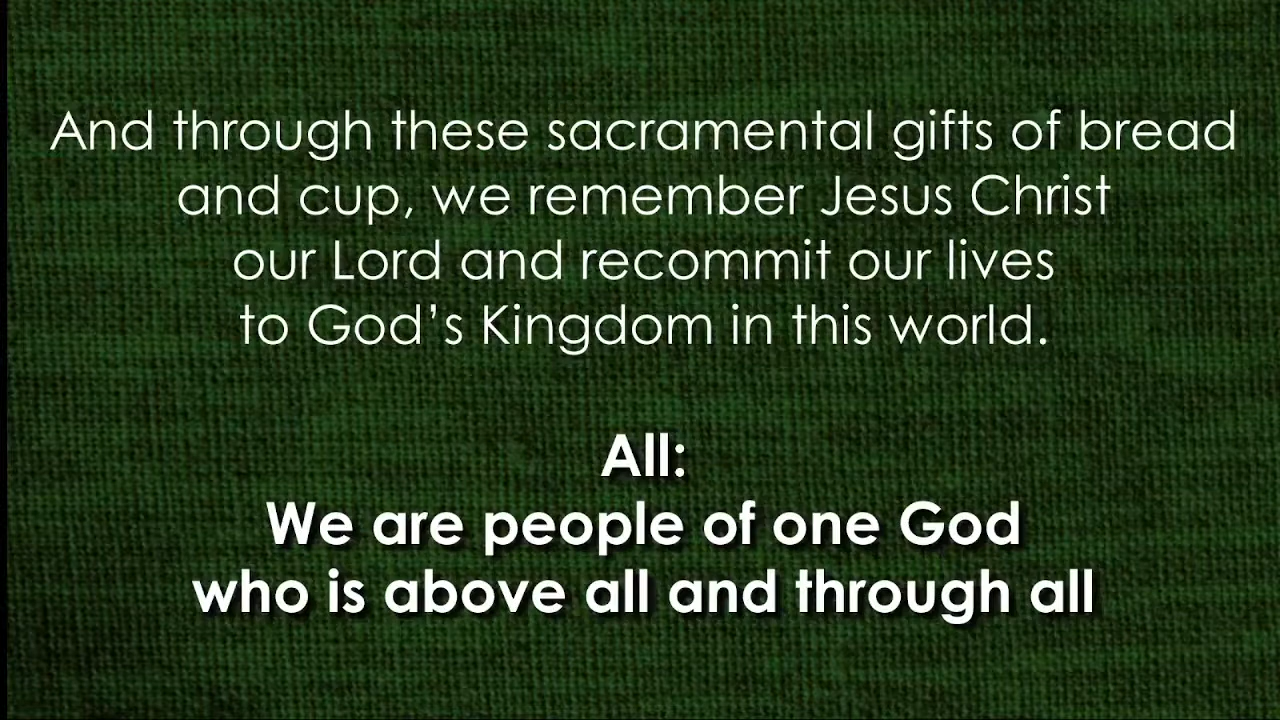 And through these sacramental gifts of bread
and cup, we remember Jesus Christ
our Lord and recommit our lives
to God’s Kingdom in this world.
All:
We are people of one God
who is above all and through all